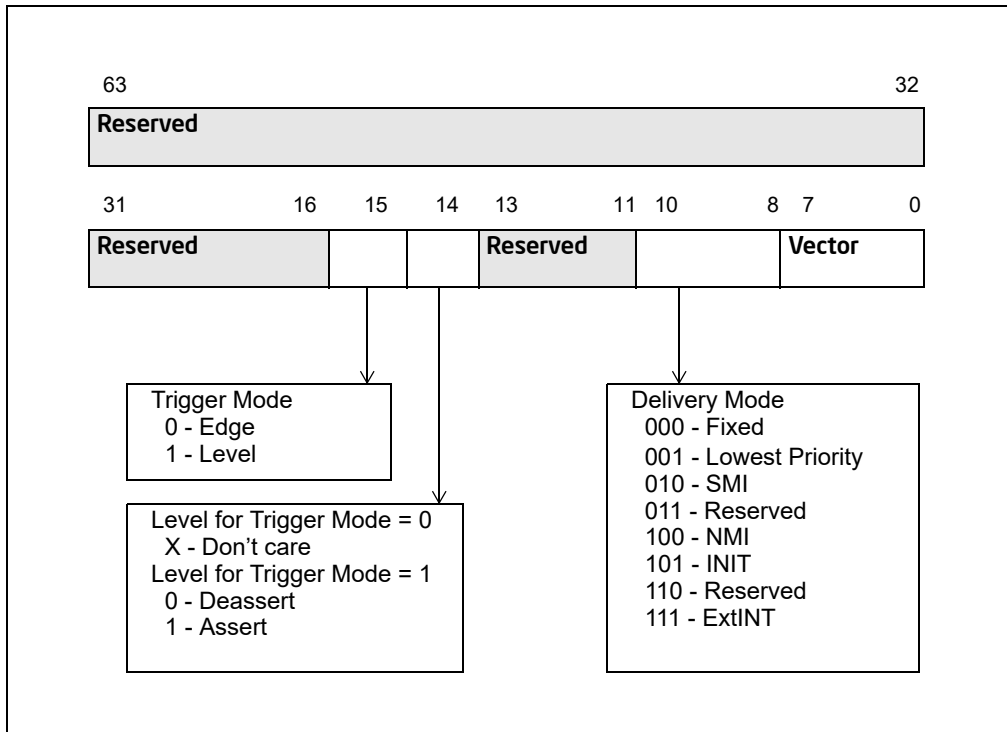 63 32
Reserved
31 16 15 14 13 11 10 8 7 0
Reserved Reserved Vector
Trigger Mode
0 - Edge
1 - Level
Level for Trigger Mode = 0
X - Don’t care
Level for Trigger Mode = 1
0 - Deassert
1 - Assert
Delivery Mode
000 - Fixed
001 - Lowest Priority
010 - SMI
011 - Reserved
100 - NMI
101 - INIT
110 - Reserved
111 - ExtINT